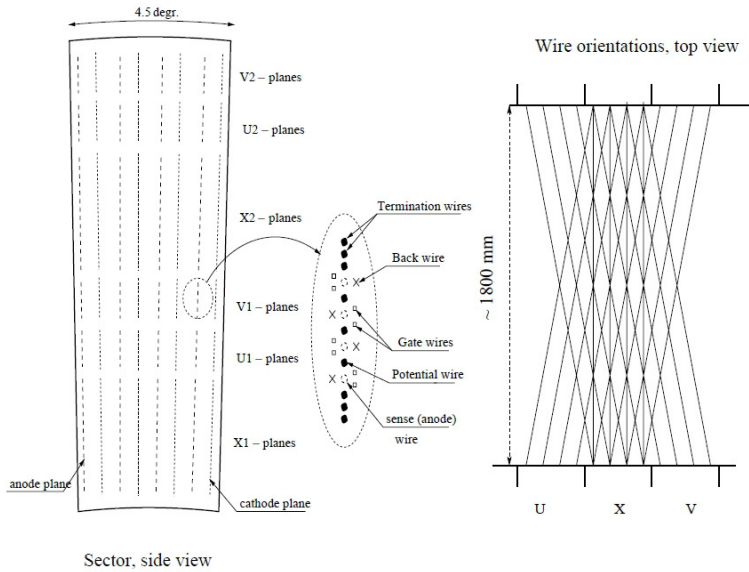 4.5 degr.
V2 – planes
U2 – planes
X2 – planes
V1 – planes
U1 – planes
X1 – planes
anode plane
cathode plane
Sector, side view
Termination wires
Back wire
Gate wires
Potential wire
sense (anode)
wire
Wire orientations, top view
~ 1800 mm
U X V